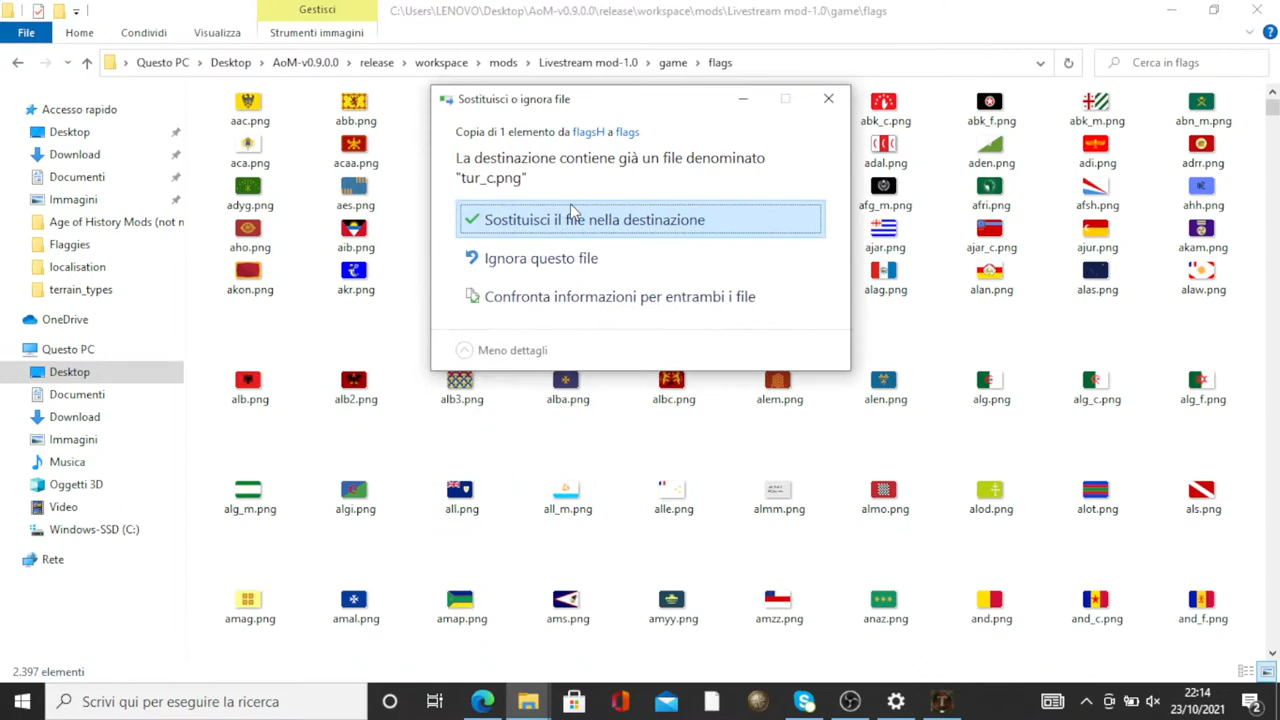 Gestisci
C:\Users\LENOVO\Desktop\AoM-v0.9.0.0\release\workspace\mods\Livestream mod-1.0\game\flags
File
Home
Condividi
Visualizza
Strumenti immagini
Questo PC
Desktop
AoM-v0.9.0.0
release
workspace
mods
Livestream mod-1.0
game
flags
Cerca in flags
Accesso rapido
Desktop
Download
Documenti
Immagini
Age of History Mods (not n
Flaggies
localisation
terrain_types
OneDrive
Questo PC
Desktop
Documenti
Download
Immagini
Musica
Oggetti 3D
Video
Windows-SSD (C:)
Rete
Sostituisci o ignora file
Copia di 1 elemento da flagsH a flags
La destinazione contiene già un file denominato
"tur_c.png"
Sostituisci il file nella destinazione
Ignora questo file
Confronta informazioni per entrambi i file
Meno dettagli
aac.png
abb.png
abk_c.png
abk_f.png
abk_m.png
abn_m.png
aca.png
acaa.png
adal.png
aden.png
adi.png
adrr.png
adyg.png
aes.png
afg_m.png
afri.png
afsh.png
ahh.png
aho.png
aib.png
ajar.png
ajar_c.png
ajur.png
akam.png
akon.png
akr.png
alag.png
alan.png
alas.png
alaw.png
alb.png
alb2.png
alb3.png
alba.png
albc.png
alem.png
alen.png
alg.png
alg_c.png
alg_f.png
alg_m.png
algi.png
all.png
all_m.png
alle.png
almm.png
almo.png
alod.png
alot.png
als.png
amag.png
amal.png
amap.png
ams.png
amyy.png
amzz.png
anaz.png
and.png
and_c.png
and_f.png
2.397 elementi
Scrivi qui per eseguire la ricerca
22:14
23/10/2021
2